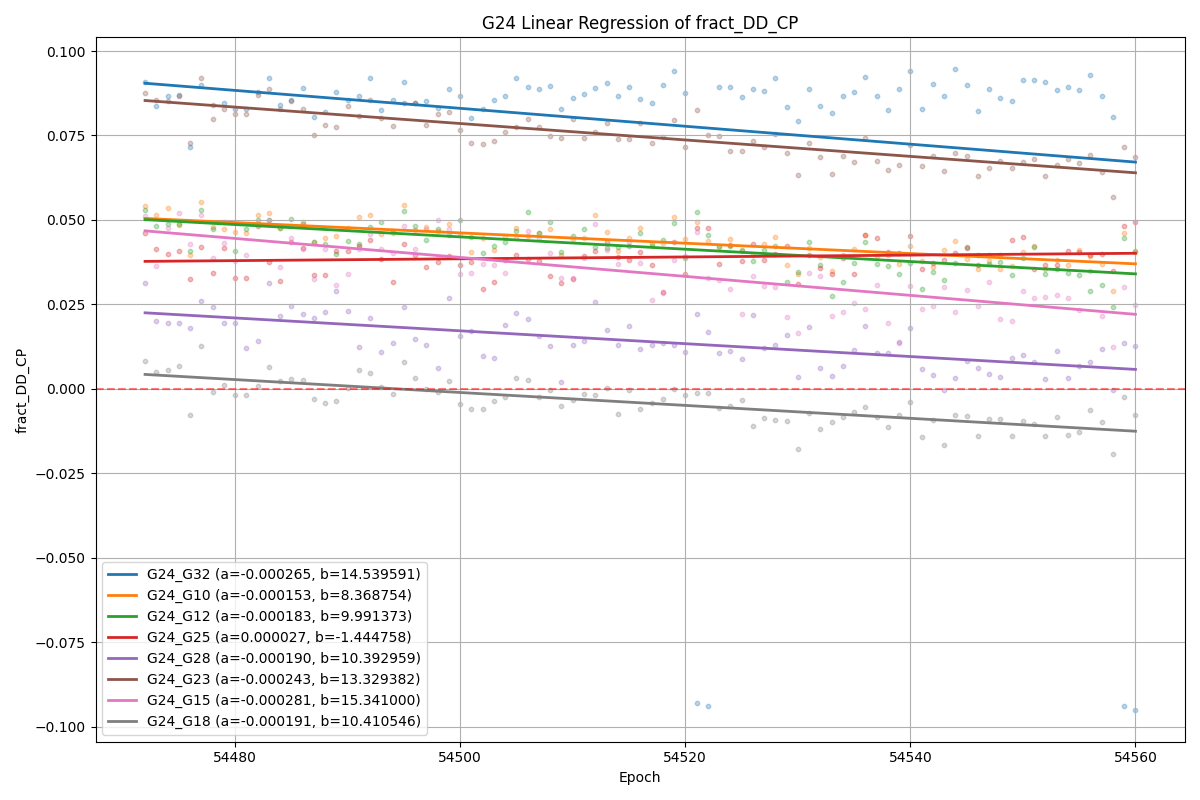 G24 Linear Regression of fract_DD_CP
fract_DD_CP
0.100
0.075
0.050
0.025
0.000
−0.025
−0.050
−0.075
−0.100
G24_G32 (a=-0.000265, b=14.539591)
G24_G10 (a=-0.000153, b=8.368754)
G24_G12 (a=-0.000183, b=9.991373)
G24_G25 (a=0.000027, b=-1.444758)
G24_G28 (a=-0.000190, b=10.392959)
G24_G23 (a=-0.000243, b=13.329382)
G24_G15 (a=-0.000281, b=15.341000)
G24_G18 (a=-0.000191, b=10.410546)
54480 54500 54520 54540 54560
Epoch